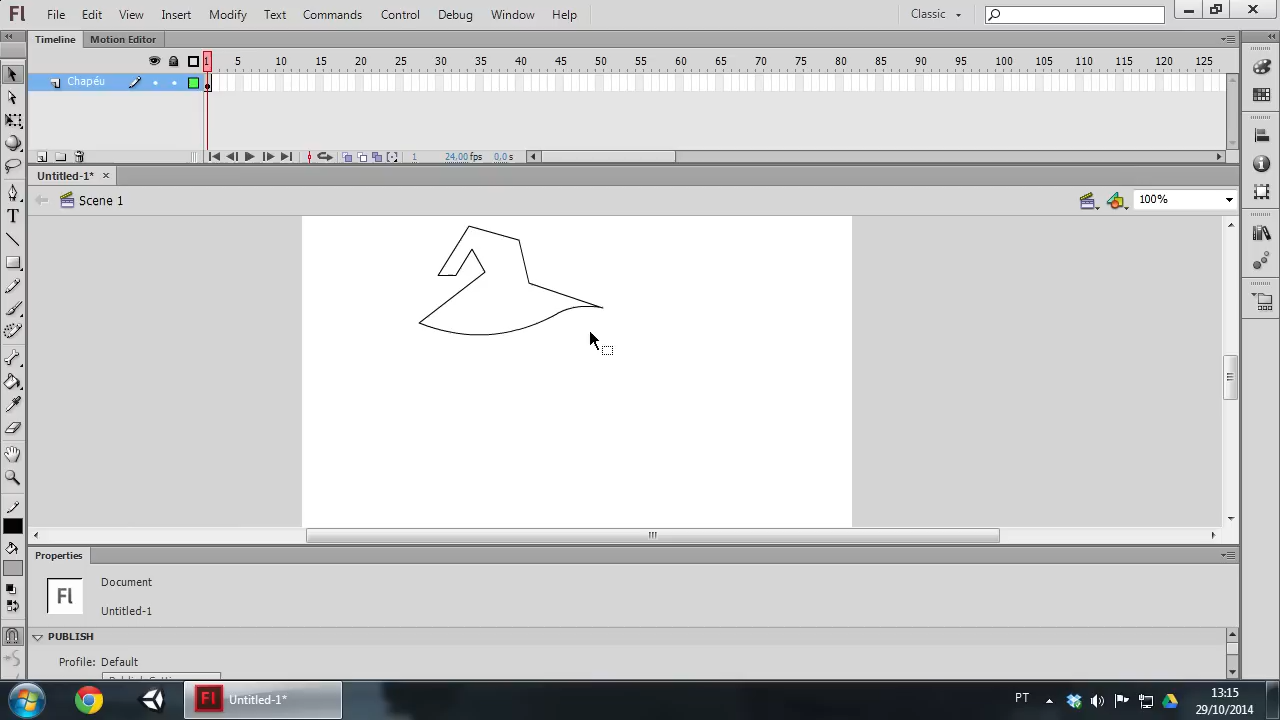 Fl File Edit View Insert Modify Text Commands Control Debug Window Help Classic
Timeline Motion Editor
1 5 10 15 20 25 30 35 40 45 50 55 60 65 70 75 80 85 90 95 100 105 110 115 120 125
Chapéu
1 24.00 fps 0.0 s
Untitled-1* ×
Scene 1 100%
T
Properties
Document
Fl
Untitled-1
PUBLISH
Profile: Default
Fl Untitled-1* PT 13:15
29/10/2014